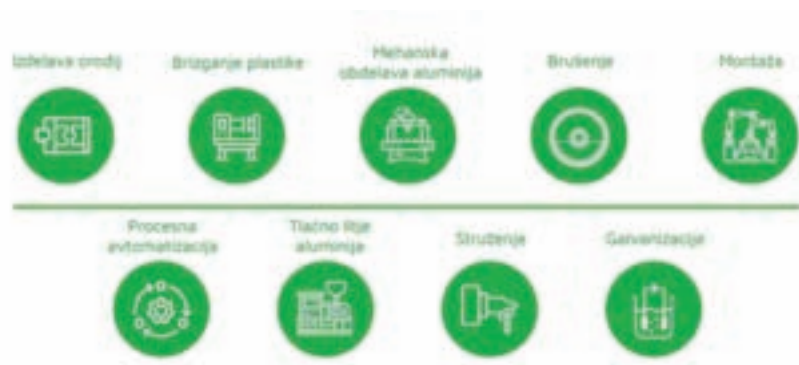 Izdelava orodij
Brizganje plastike
Mehanska
obdelava aluminija
Brušenje
Montaža
Procesna
avtomatizacija
Tlačno litje
aluminija
Struženje
Galvanizacije